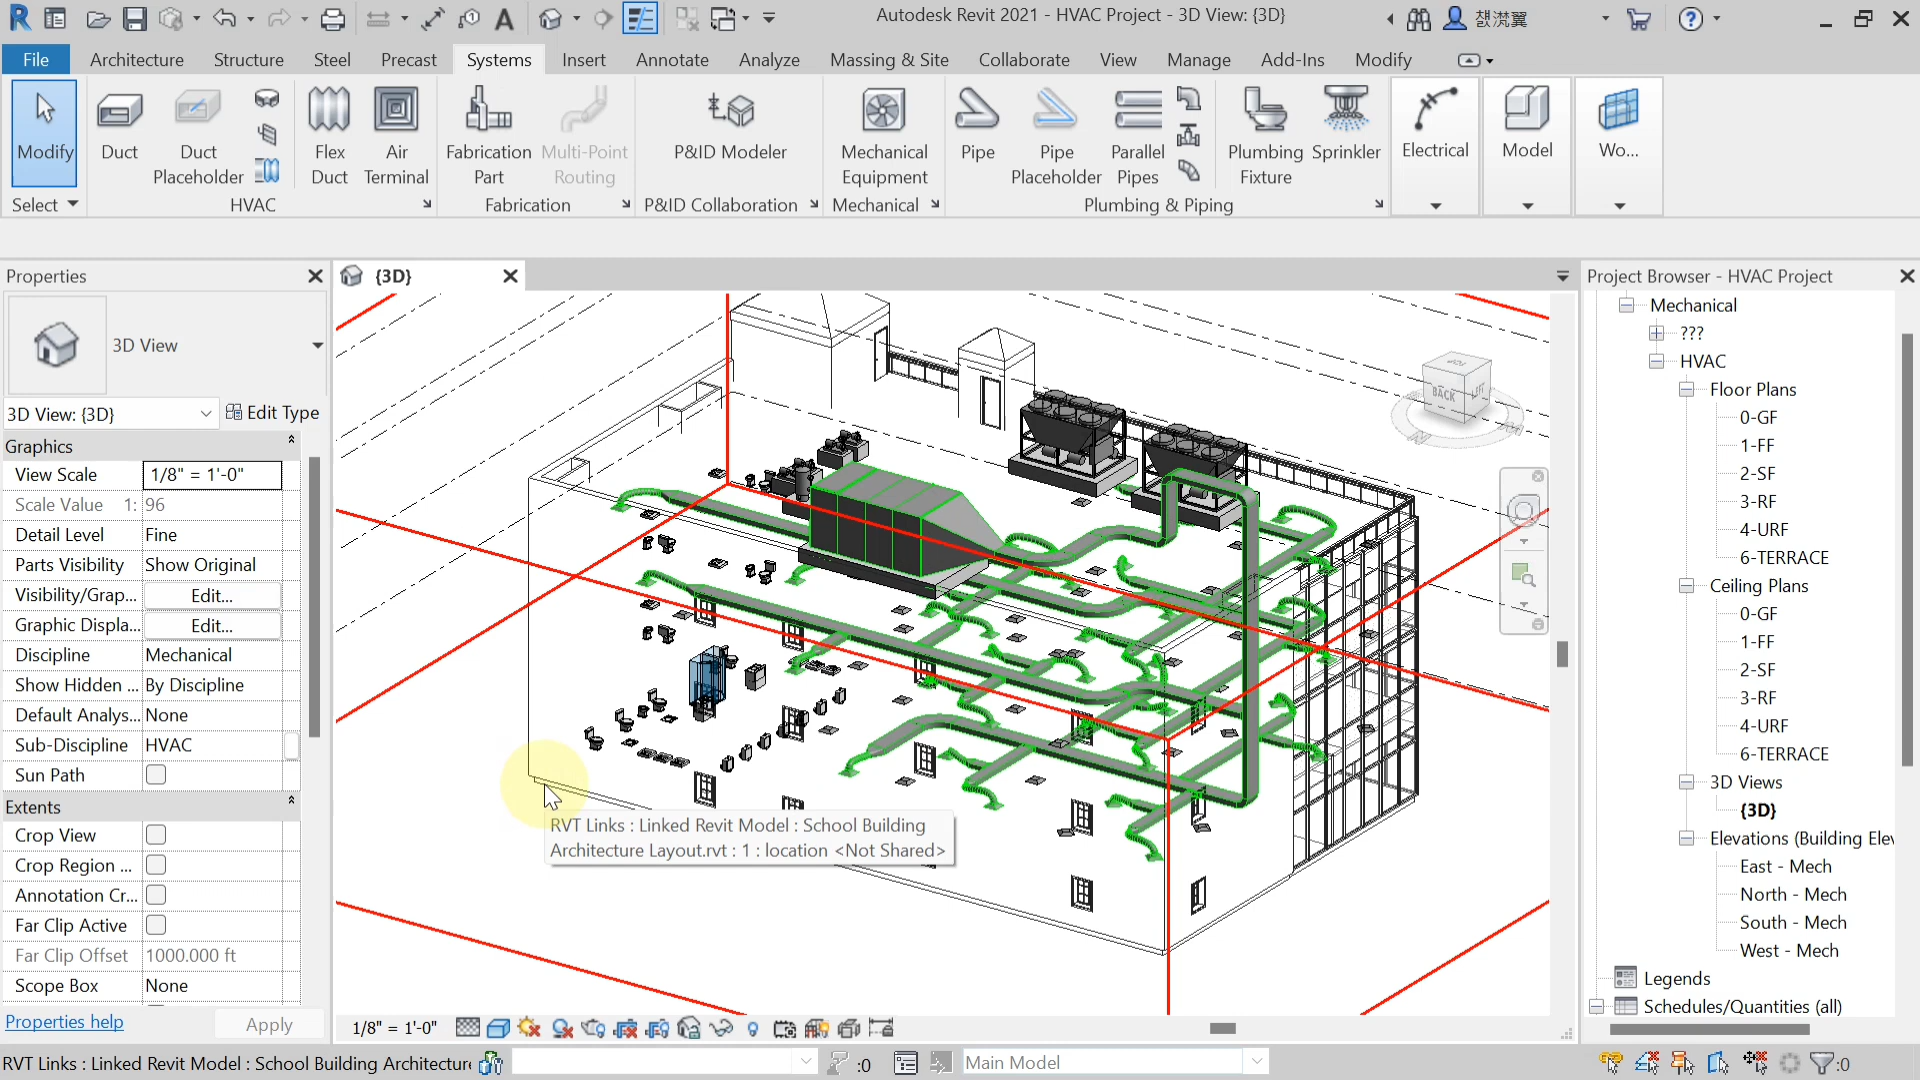 Autodesk Revit 2021 - HVAC Project - 3D View: {3D}
File Architecture Structure Steel Precast Systems Insert Annotate Analyze Massing & Site Collaborate View Manage Add-Ins Modify
Modify
Duct
Duct Placeholder
Flex Duct
Air Terminal
Fabrication Part
Multi-Point Routing
P&ID Modeler
Mechanical Equipment
Pipe
Pipe Placeholder
Parallel Pipes
Plumbing Fixture
Sprinkler
Electrical
Model
Wo...
Select
HVAC
Fabrication
P&ID Collaboration
Mechanical
Plumbing & Piping
Properties
3D View
3D View: {3D}
Edit Type
Graphics
View Scale 1/8" = 1'-0"
Scale Value 1: 96
Detail Level Fine
Parts Visibility Show Original
Visibility/Grap... Edit...
Graphic Displa... Edit...
Discipline Mechanical
Show Hidden ... By Discipline
Default Analys... None
Sub-Discipline HVAC
Sun Path
Extents
Crop View
Crop Region ...
Annotation Cr...
Far Clip Active
Far Clip Offset 1000.000 ft
Scope Box None
Properties help
Apply
{3D}
TOP
BACK
LEFT
RVT Links : Linked Revit Model : School Building
Architecture Layout.rvt : 1 : location <Not Shared>
1/8" = 1'-0"
Project Browser - HVAC Project
Mechanical
???
HVAC
Floor Plans
0-GF
1-FF
2-SF
3-RF
4-URF
6-TERRACE
Ceiling Plans
0-GF
1-FF
2-SF
3-RF
4-URF
6-TERRACE
3D Views
{3D}
Elevations (Building Elev
East - Mech
North - Mech
South - Mech
West - Mech
Legends
Schedules/Quantities (all)
RVT Links : Linked Revit Model : School Building Architecture
:0
Main Model
:0